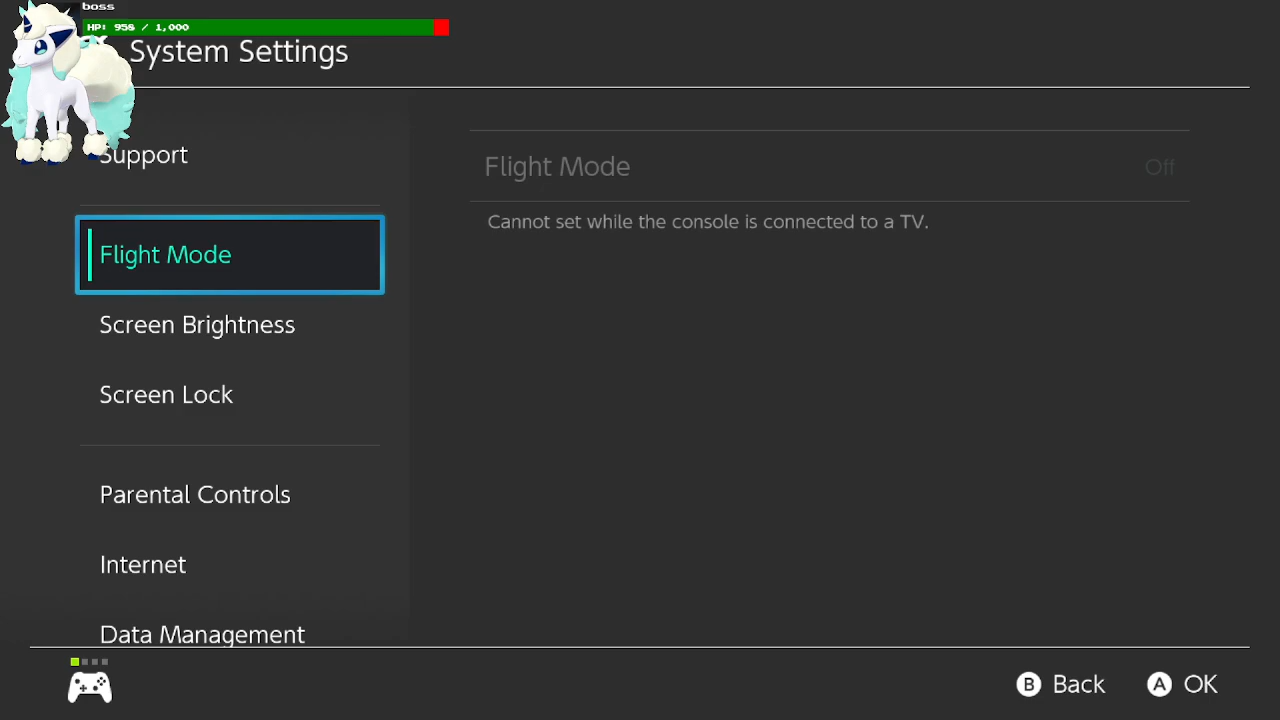 boss
HP: 958 / 1,000
System Settings
Support
Flight Mode
Screen Brightness
Screen Lock
Parental Controls
Internet
Data Management
Flight Mode Off
Cannot set while the console is connected to a TV.
B Back A OK